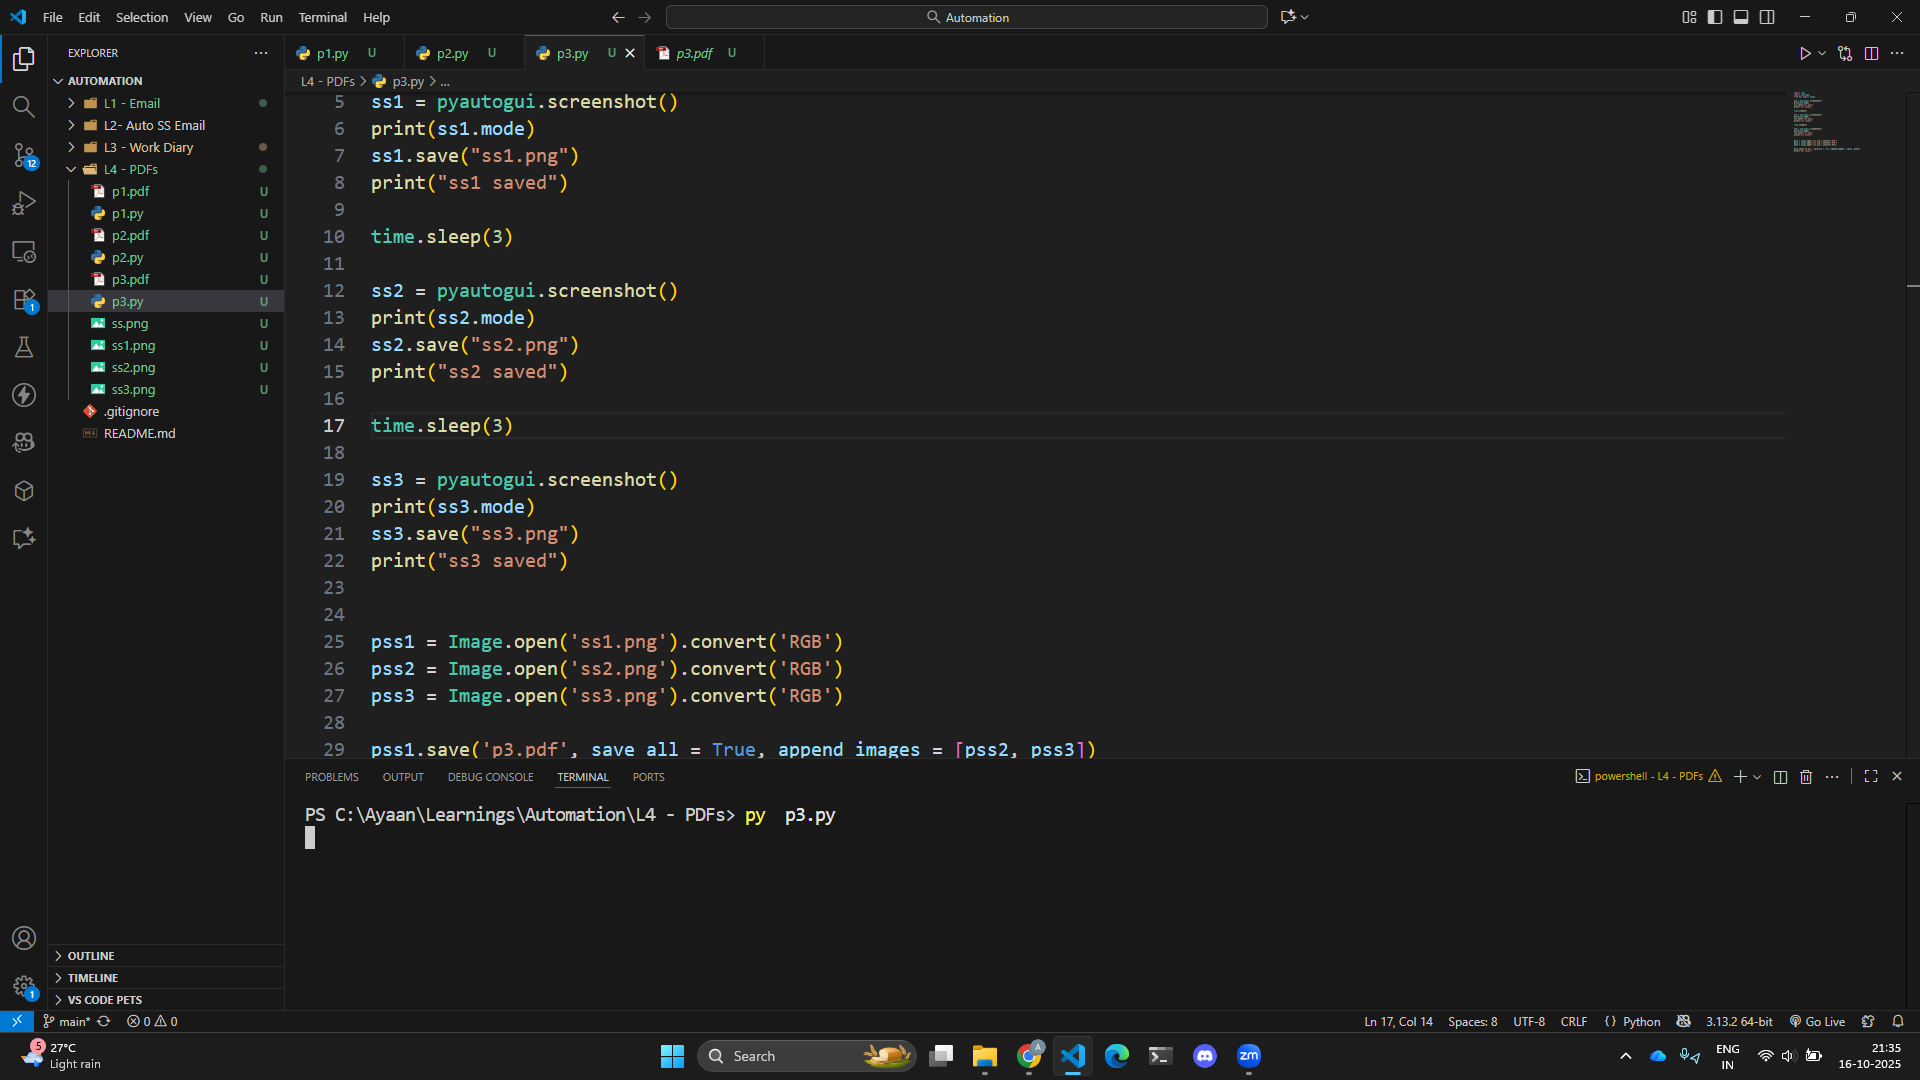 File Edit Selection View Go Run Terminal Help
Automation
EXPLORER
p1.py U
p2.py U
p3.py U
p3.pdf U
L4 - PDFs > p3.py > ...
AUTOMATION
L1 - Email
L2- Auto SS Email
L3 - Work Diary
L4 - PDFs
p1.pdf U
p1.py U
p2.pdf U
p2.py U
p3.pdf U
p3.py U
ss.png U
ss1.png U
ss2.png U
ss3.png U
.gitignore
README.md
12
1
OUTLINE
TIMELINE
VS CODE PETS
1
5 ss1 = pyautogui.screenshot()
6 print(ss1.mode)
7 ss1.save("ss1.png")
8 print("ss1 saved")
9
10 time.sleep(3)
11
12 ss2 = pyautogui.screenshot()
13 print(ss2.mode)
14 ss2.save("ss2.png")
15 print("ss2 saved")
16
17 time.sleep(3)
18
19 ss3 = pyautogui.screenshot()
20 print(ss3.mode)
21 ss3.save("ss3.png")
22 print("ss3 saved")
23
24
25 pss1 = Image.open('ss1.png').convert('RGB')
26 pss2 = Image.open('ss2.png').convert('RGB')
27 pss3 = Image.open('ss3.png').convert('RGB')
28
29 pss1.save('p3.pdf', save_all = True, append_images = [pss2, pss3])
PROBLEMS OUTPUT DEBUG CONSOLE TERMINAL PORTS
powershell - L4 - PDFs
PS C:\Ayaan\Learnings\Automation\L4 - PDFs> py  p3.py
main* 0 0
Ln 17, Col 14 Spaces: 8 UTF-8 CRLF {} Python 3.13.2 64-bit Go Live
5
27°C
Light rain
Search
A
zm
ENG
IN
21:35
16-10-2025